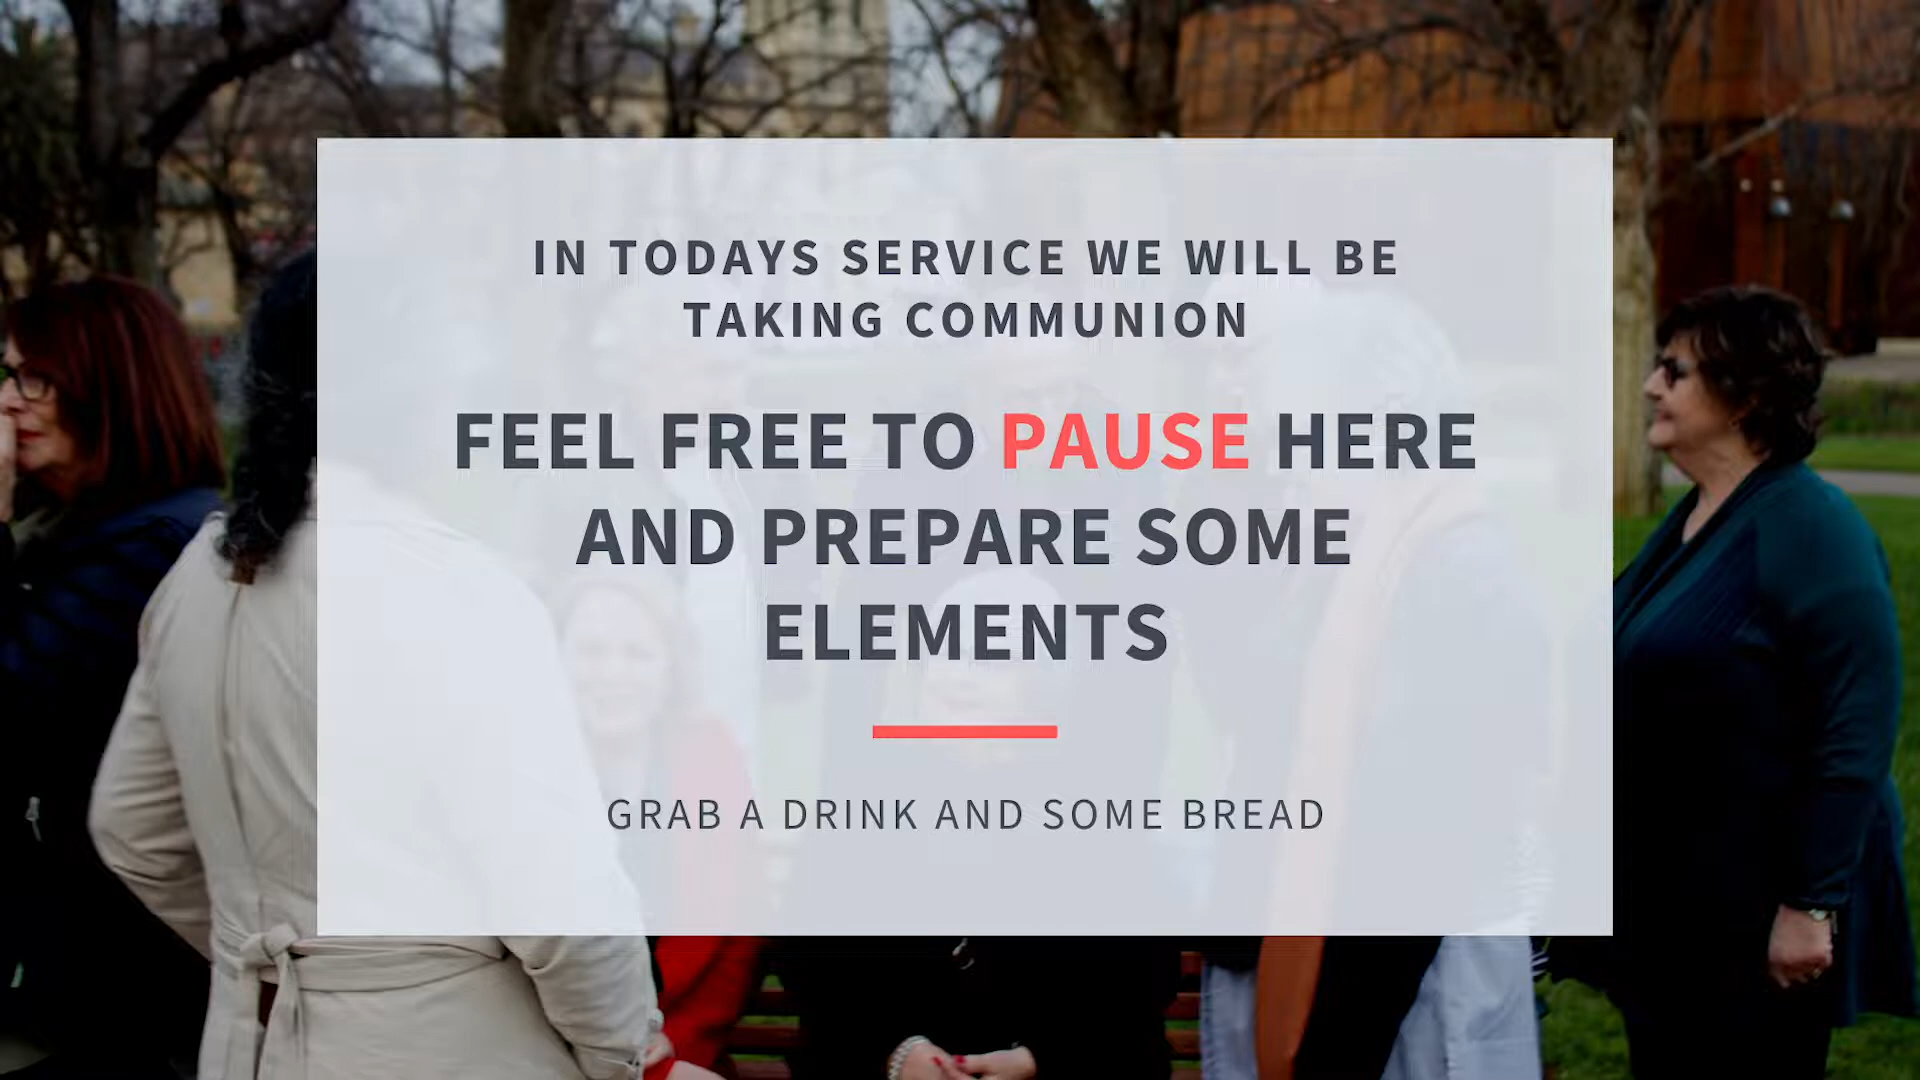 IN TODAYS SERVICE WE WILL BE
TAKING COMMUNION
FEEL FREE TO PAUSE HERE
AND PREPARE SOME
ELEMENTS
GRAB A DRINK AND SOME BREAD